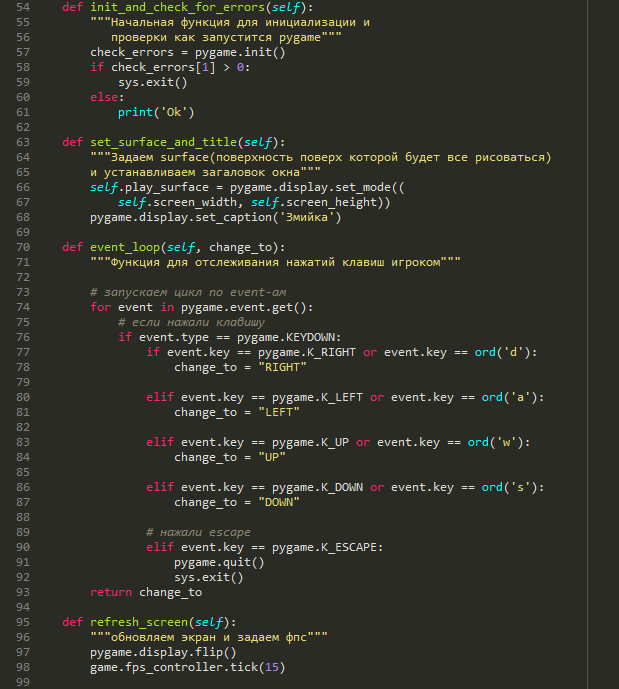 54     def init_and_check_for_errors(self):
55         """Начальная функция для инициализации и
56            проверки как запустится pygame"""
57         check_errors = pygame.init()
58         if check_errors[1] > 0:
59             sys.exit()
60         else:
61             print('Ok')
62
63     def set_surface_and_title(self):
64         """Задаем surface(поверхность поверх которой будет все рисоваться)
65         и устанавливаем загаловок окна"""
66         self.play_surface = pygame.display.set_mode((
67             self.screen_width, self.screen_height))
68         pygame.display.set_caption('Змийка')
69
70     def event_loop(self, change_to):
71         """Функция для отслеживания нажатий клавиш игроком"""
72
73         # запускаем цикл по event-ам
74         for event in pygame.event.get():
75             # если нажали клавишу
76             if event.type == pygame.KEYDOWN:
77                 if event.key == pygame.K_RIGHT or event.key == ord('d'):
78                     change_to = "RIGHT"
79
80                 elif event.key == pygame.K_LEFT or event.key == ord('a'):
81                     change_to = "LEFT"
82
83                 elif event.key == pygame.K_UP or event.key == ord('w'):
84                     change_to = "UP"
85
86                 elif event.key == pygame.K_DOWN or event.key == ord('s'):
87                     change_to = "DOWN"
88
89                 # нажали escape
90                 elif event.key == pygame.K_ESCAPE:
91                     pygame.quit()
92                     sys.exit()
93         return change_to
94
95     def refresh_screen(self):
96         """обновляем экран и задаем фпс"""
97         pygame.display.flip()
98         game.fps_controller.tick(15)
99